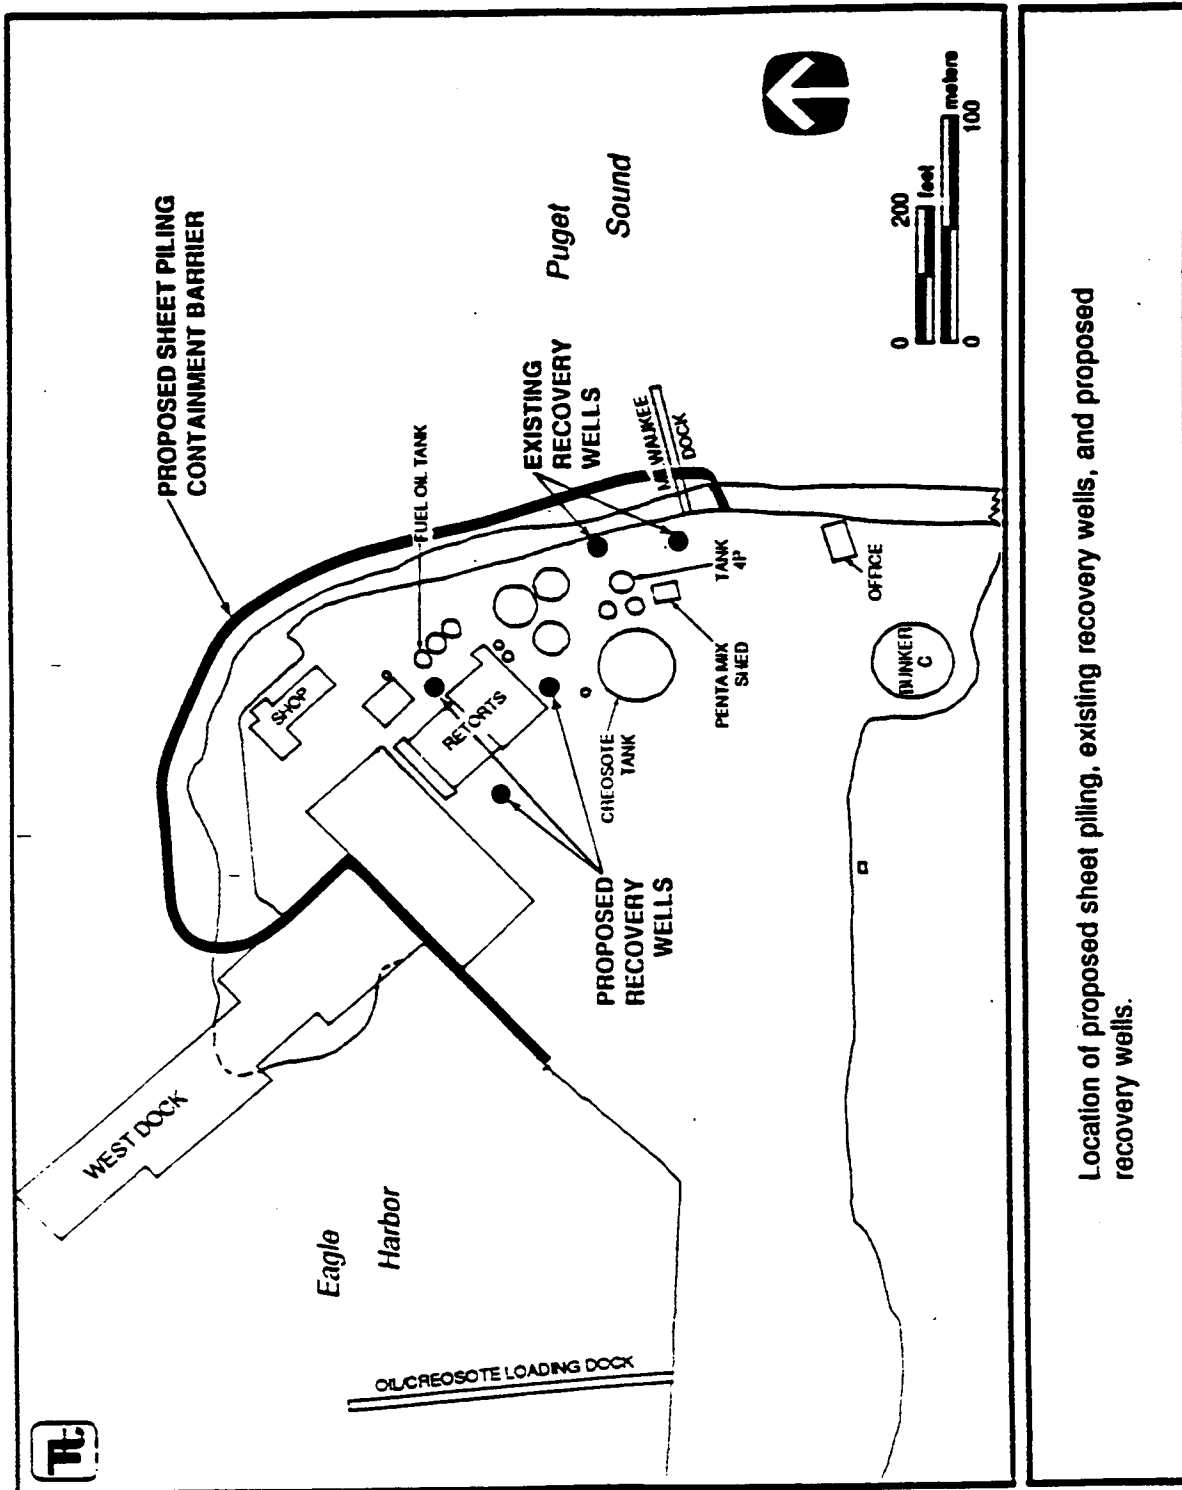 PROPOSED SHEET PILING
CONTAINMENT BARRIER
Puget
Sound
200
0
feet
meters
0
100
FUEL OIL TANK
EXISTING
RECOVERY
WELLS
MILWAUKEE
DOCK
SHOP
RETORTS
TANK
4P
OFFICE
PENTA MIX
SHED
CREOSOTE
TANK
BUNKER
C
PROPOSED
RECOVERY
WELLS
WEST DOCK
Eagle
Harbor
OIL/CREOSOTE LOADING DOCK
Location of proposed sheet piling, existing recovery wells, and proposed
recovery wells.